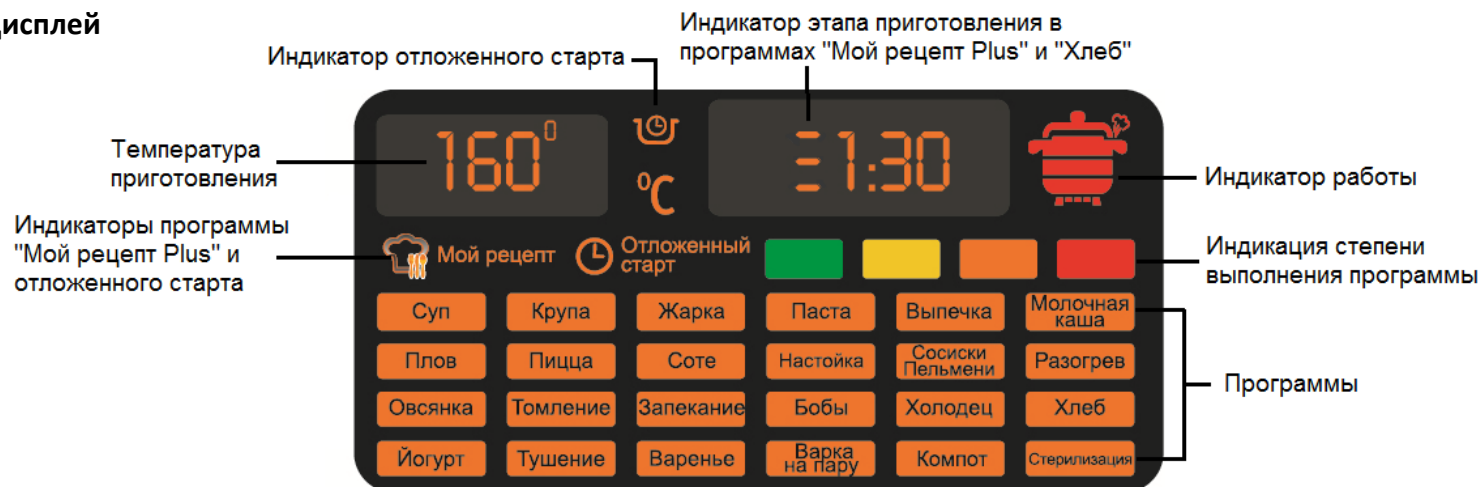 дисплей
Индикатор этапа приготовления в
программах "Мой рецепт Plus" и "Хлеб"
Индикатор отложенного старта
160⁰
1:30
⁰C
Температура
приготовления
Индикатор работы
Индикаторы программы
"Мой рецепт Plus" и
отложенного старта
Мой рецепт
Отложенный
старт
Индикация степени
выполнения программы
Суп
Крупа
Жарка
Паста
Выпечка
Молочная
каша
Плов
Пицца
Соте
Настойка
Сосиски
Пельмени
Разогрев
Программы
Овсянка
Томление
Запекание
Бобы
Холодец
Хлеб
Йогурт
Тушение
Варенье
Варка
на пару
Компот
Стерилизация